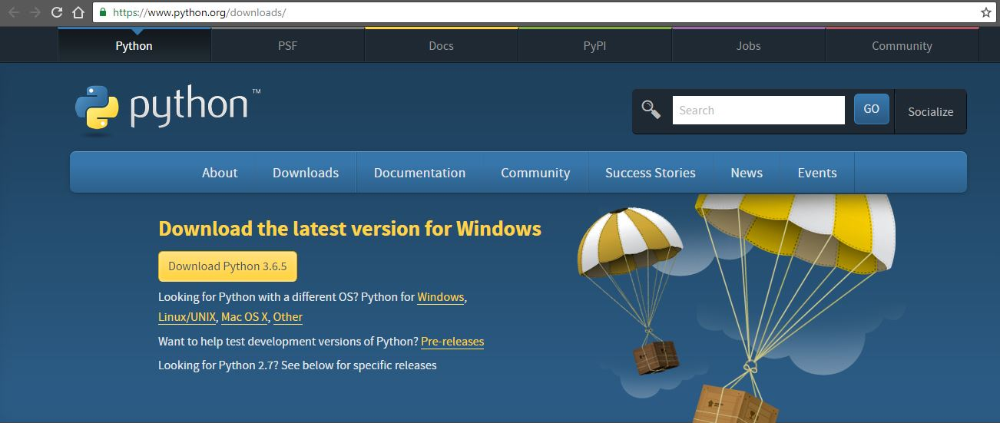 https://www.python.org/downloads/
Python PSF Docs PyPI Jobs Community
python™
Search GO Socialize
About Downloads Documentation Community Success Stories News Events
Download the latest version for Windows
Download Python 3.6.5
Looking for Python with a different OS? Python for Windows,
Linux/UNIX, Mac OS X, Other
Want to help test development versions of Python? Pre-releases
Looking for Python 2.7? See below for specific releases